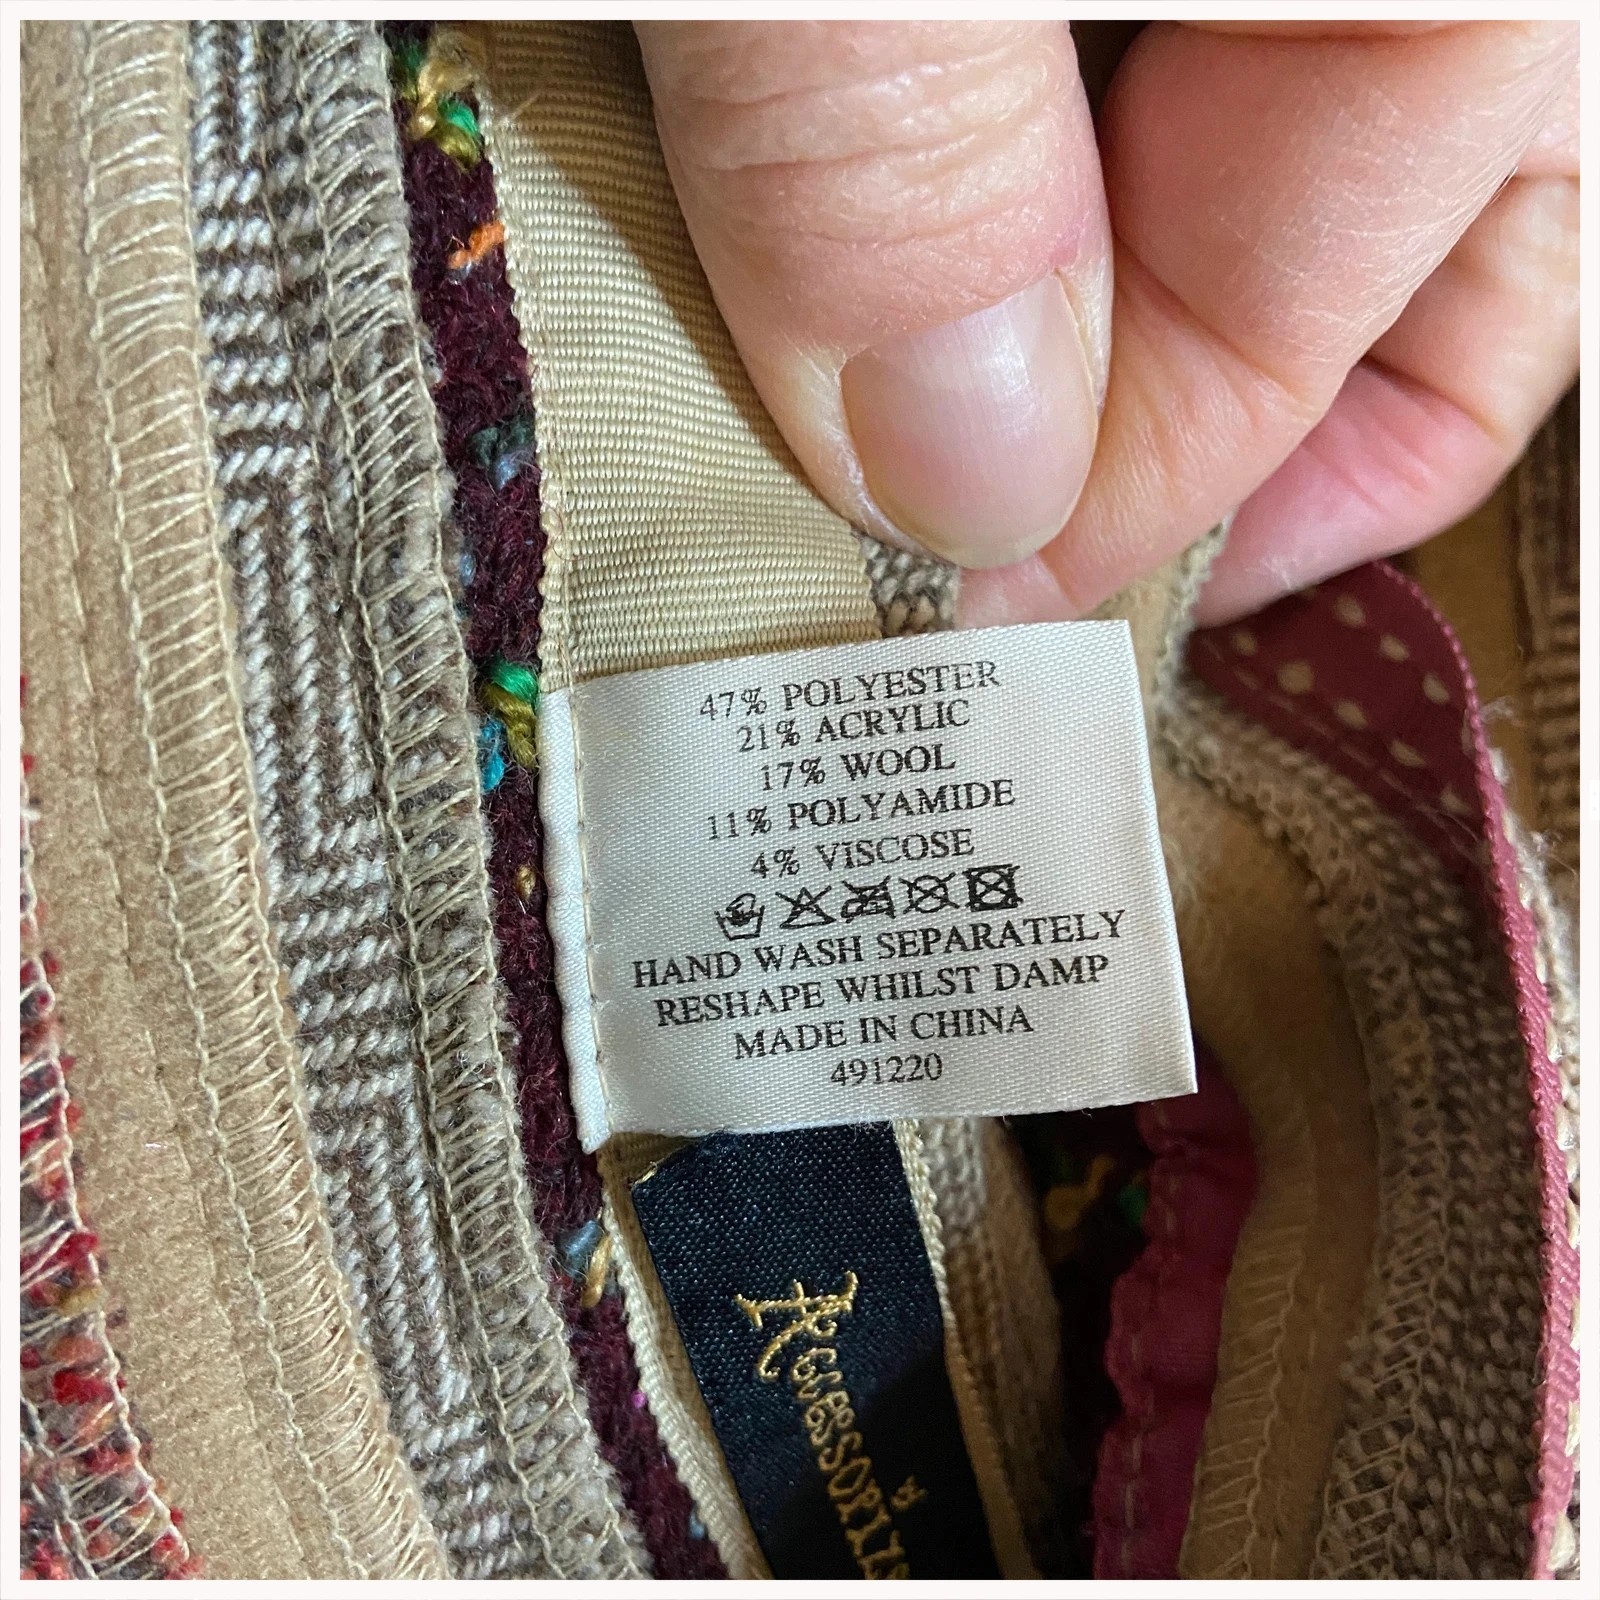 47% POLYESTER
21% ACRYLIC
17% WOOL
11% POLYAMIDE
4% VISCOSE
HAND WASH SEPARATELY
RESHAPE WHILST DAMP
MADE IN CHINA
491220